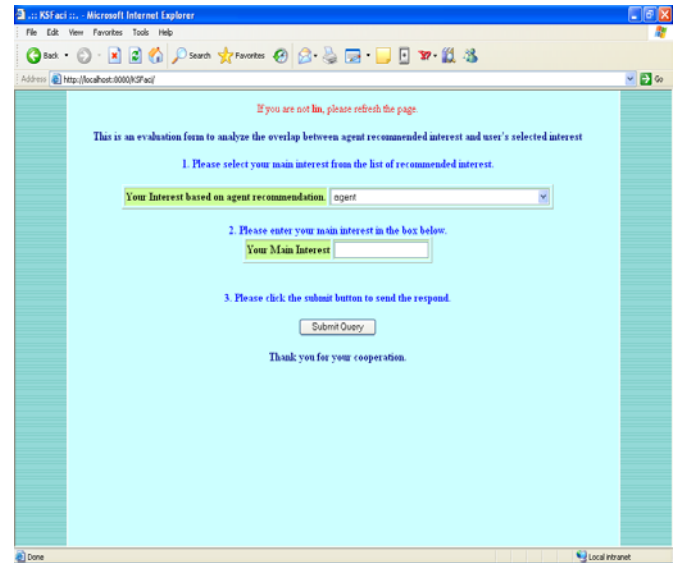 .:: KSFaci ::. - Microsoft Internet Explorer
File Edit View Favorites Tools Help
Back Search Favorites
Address http://localhost:0000/KSFaci/ Go
If you are not lin, please refresh the page.
This is an evaluation form to analyze the overlap between agent recommended interest and user's selected interest
1. Please select your main interest from the list of recommended interest.
Your Interest based on agent recommendation. agent
2. Please enter your main interest in the box below.
Your Main Interest
3. Please click the submit button to send the respond.
Submit Query
Thank you for your cooperation.
Done Local intranet